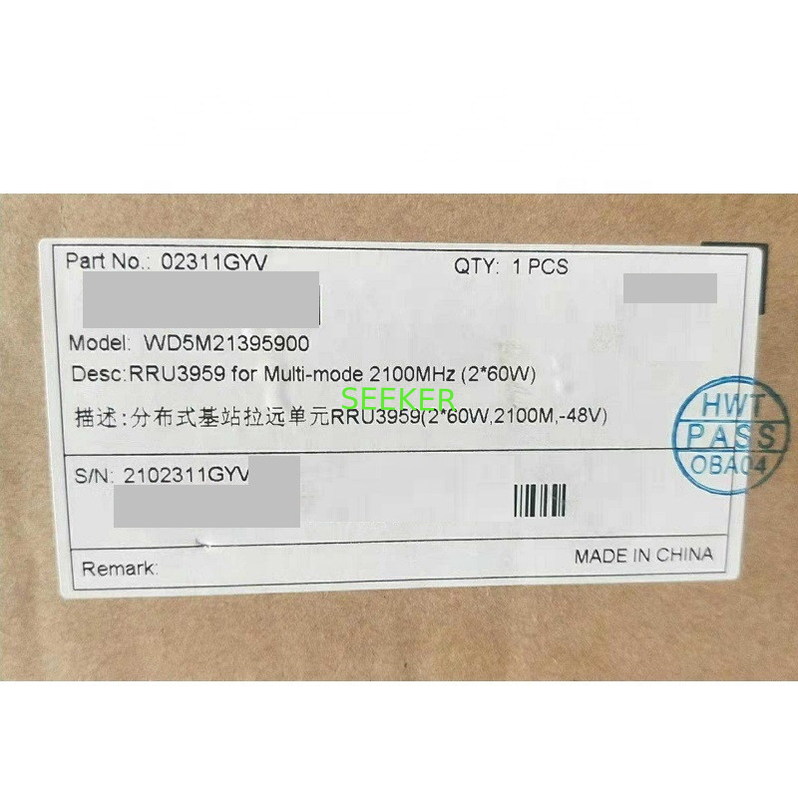 Part No.: 02311GYV QTY: 1 PCS
Model: WD5M21395900
Desc:RRU3959 for Multi-mode 2100MHz (2*60W)
SEEKER
描述:分布式基站拉远单元RRU3959(2*60W,2100M,-48V)
HWT
PASS
OBA04
S/N: 2102311GYV
MADE IN CHINA
Remark: